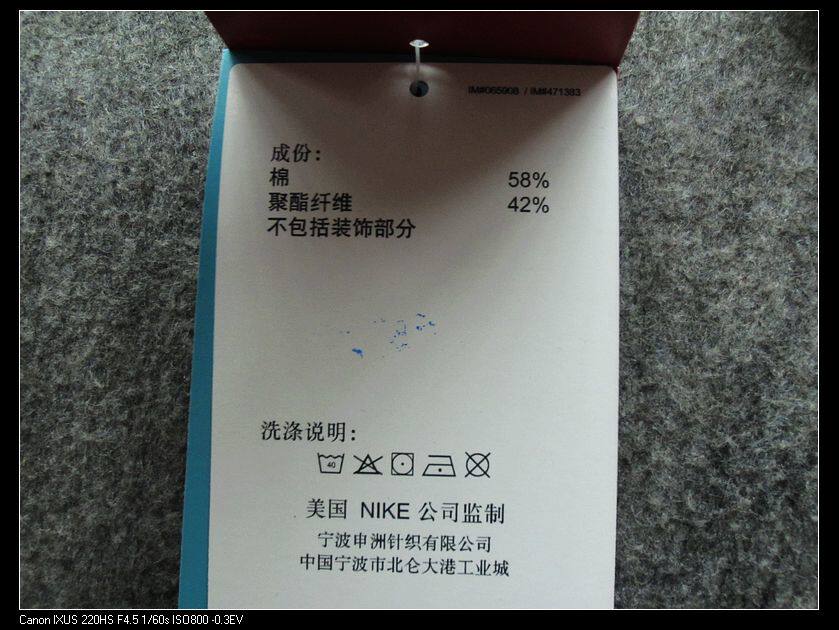 IM#065908 / IM#471383
成份:
棉 58%
聚酯纤维 42%
不包括装饰部分
洗涤说明:
40
美国 NIKE 公司监制
宁波申洲针织有限公司
中国宁波市北仑大港工业城
Canon IXUS 220HS F4.5 1/60s ISO800 -0.3EV